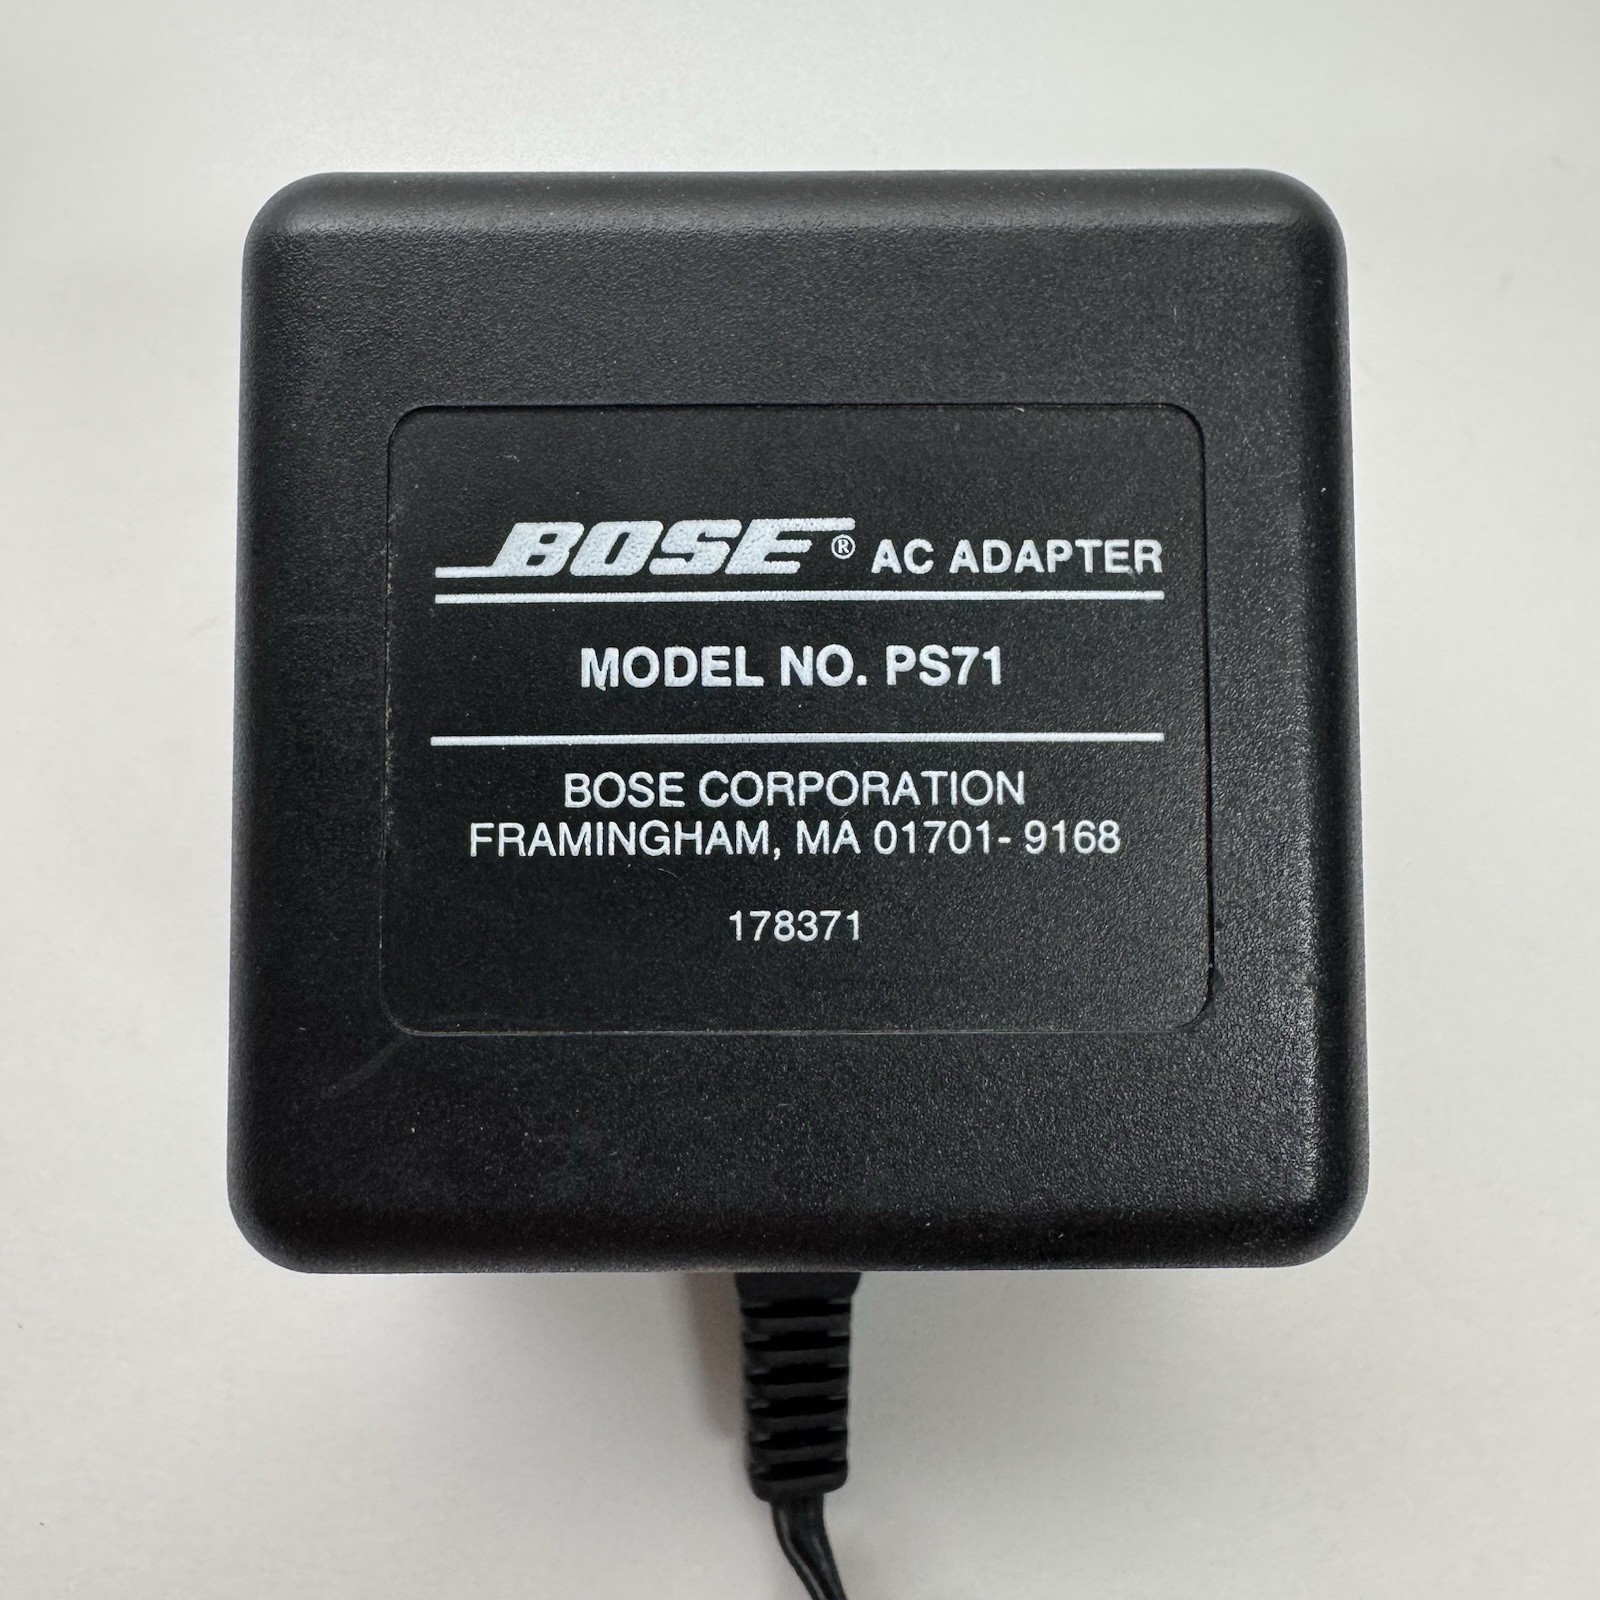 BOSE® AC ADAPTER
MODEL NO. PS71
BOSE CORPORATION
FRAMINGHAM, MA 01701- 9168
178371